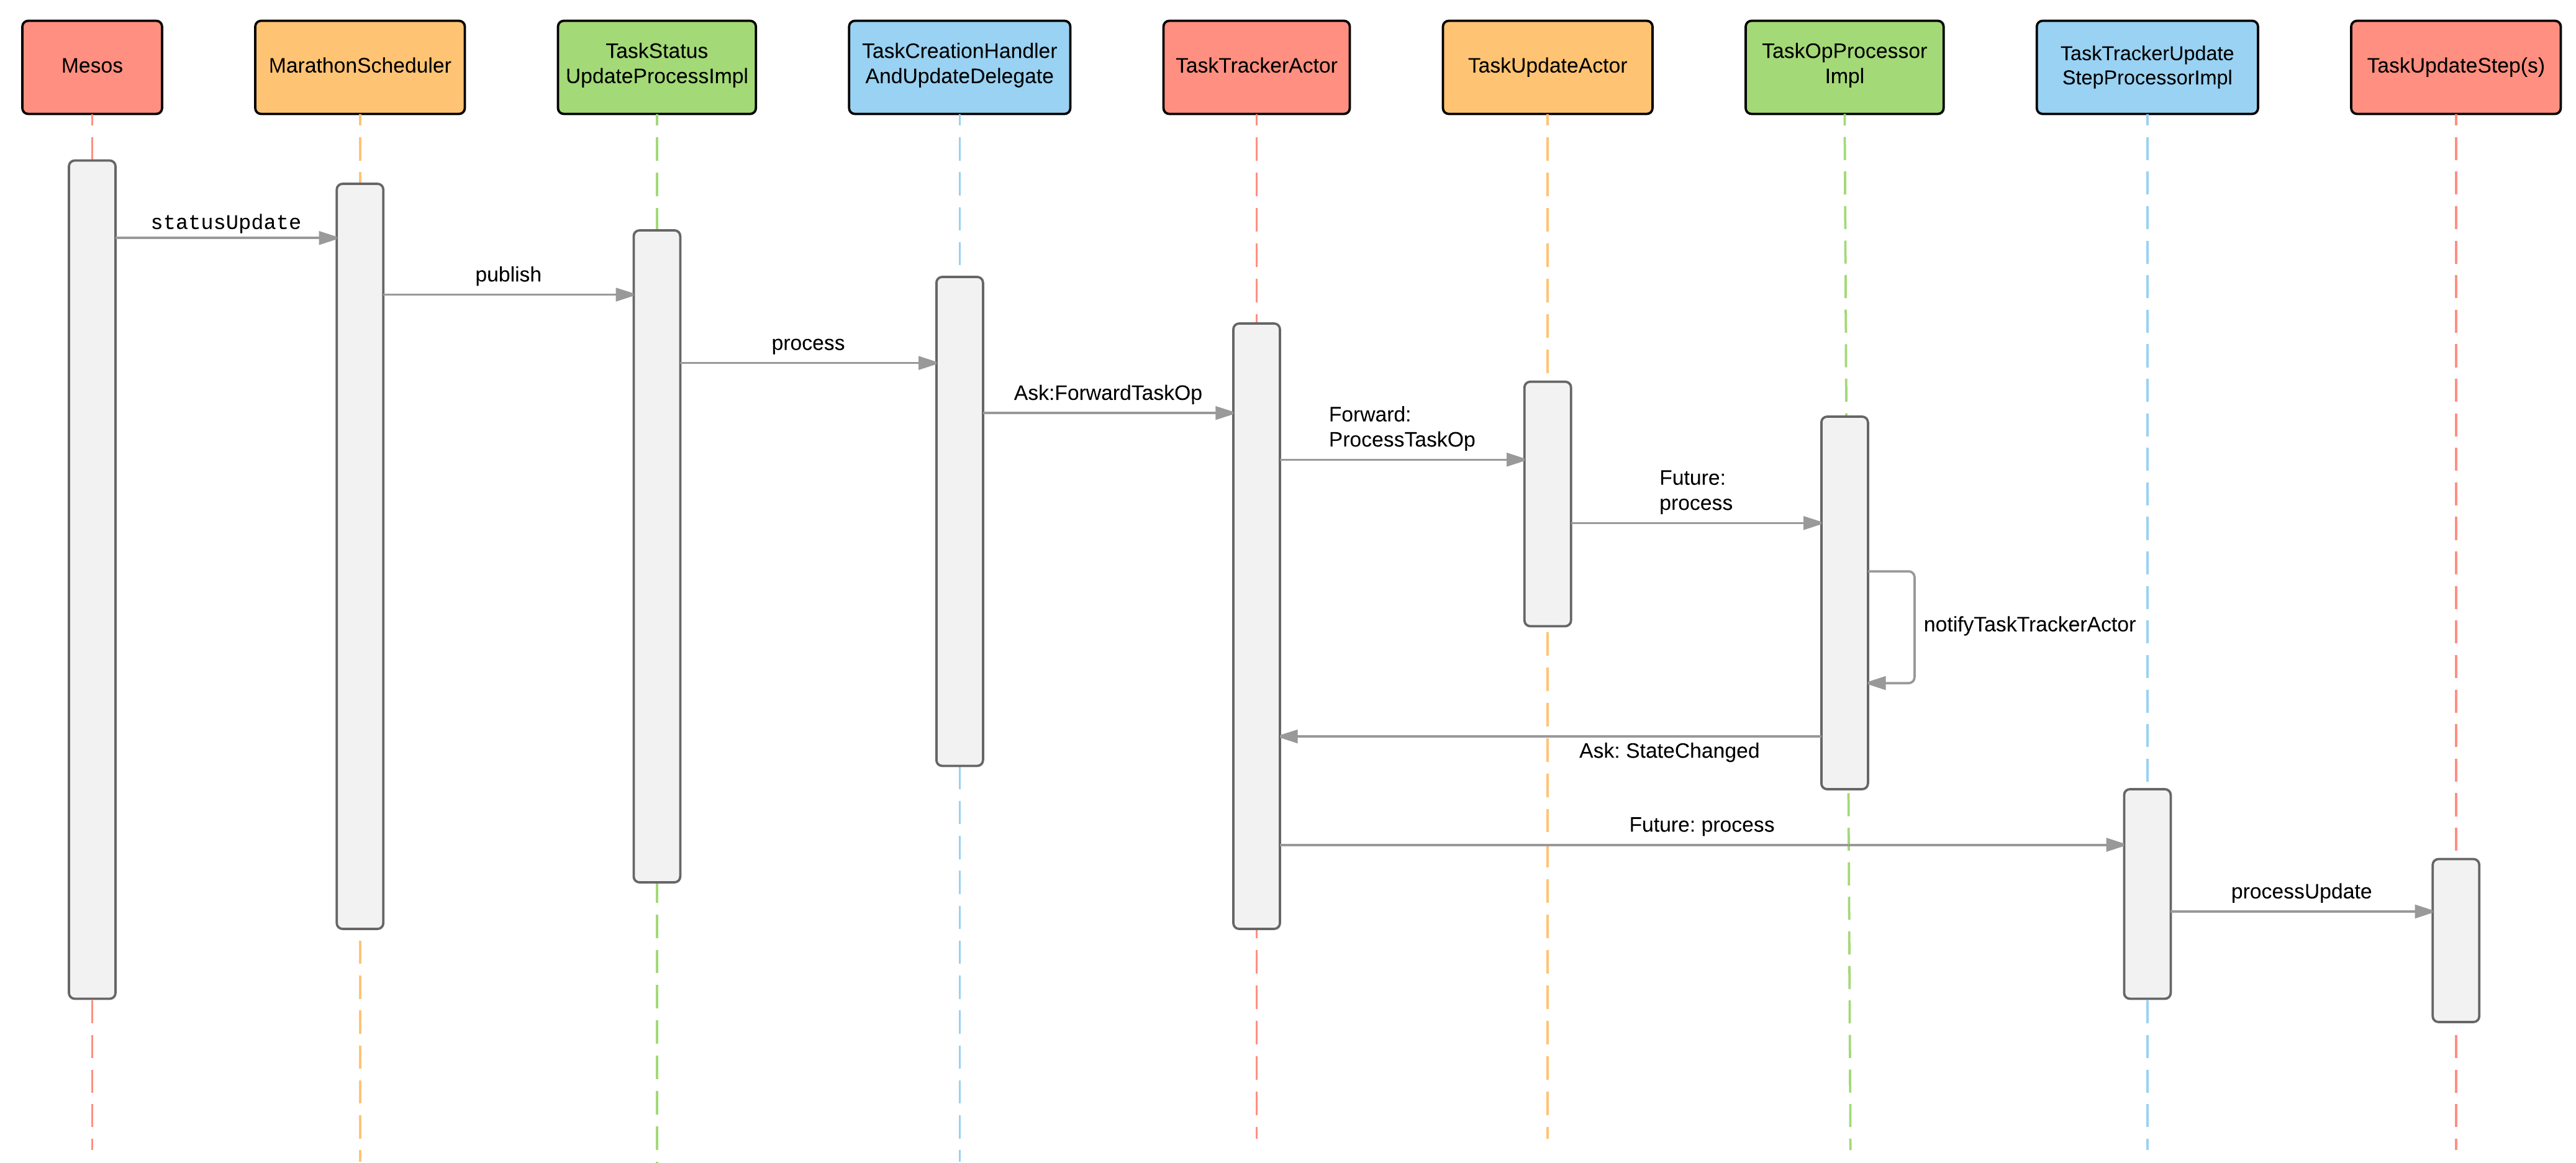 Mesos
MarathonScheduler
TaskStatus
UpdateProcessImpl
TaskCreationHandler
AndUpdateDelegate
TaskTrackerActor
TaskUpdateActor
TaskOpProcessor
Impl
TaskTrackerUpdate
StepProcessorImpl
TaskUpdateStep(s)
statusUpdate
publish
process
Ask:ForwardTaskOp
Forward:
ProcessTaskOp
Future:
process
notifyTaskTrackerActor
Ask: StateChanged
Future: process
processUpdate